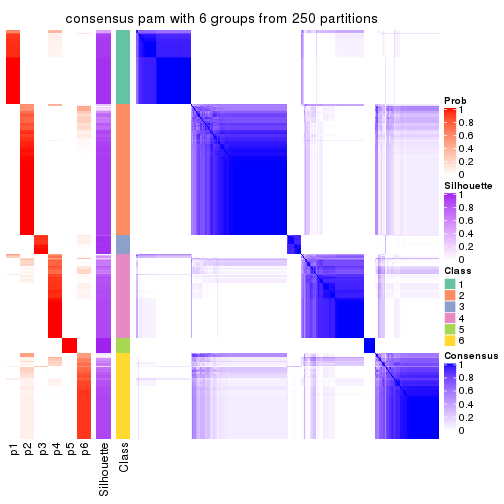 consensus pam with 6 groups from 250 partitions
Prob
1
0.8
0.6
0.4
0.2
0
Silhouette
1
0.8
0.6
0.4
0.2
0
Class
1
2
3
4
5
6
Consensus
1
0.8
0.6
0.4
0.2
0
p1
p2
p3
p4
p5
p6
Silhouette
Class